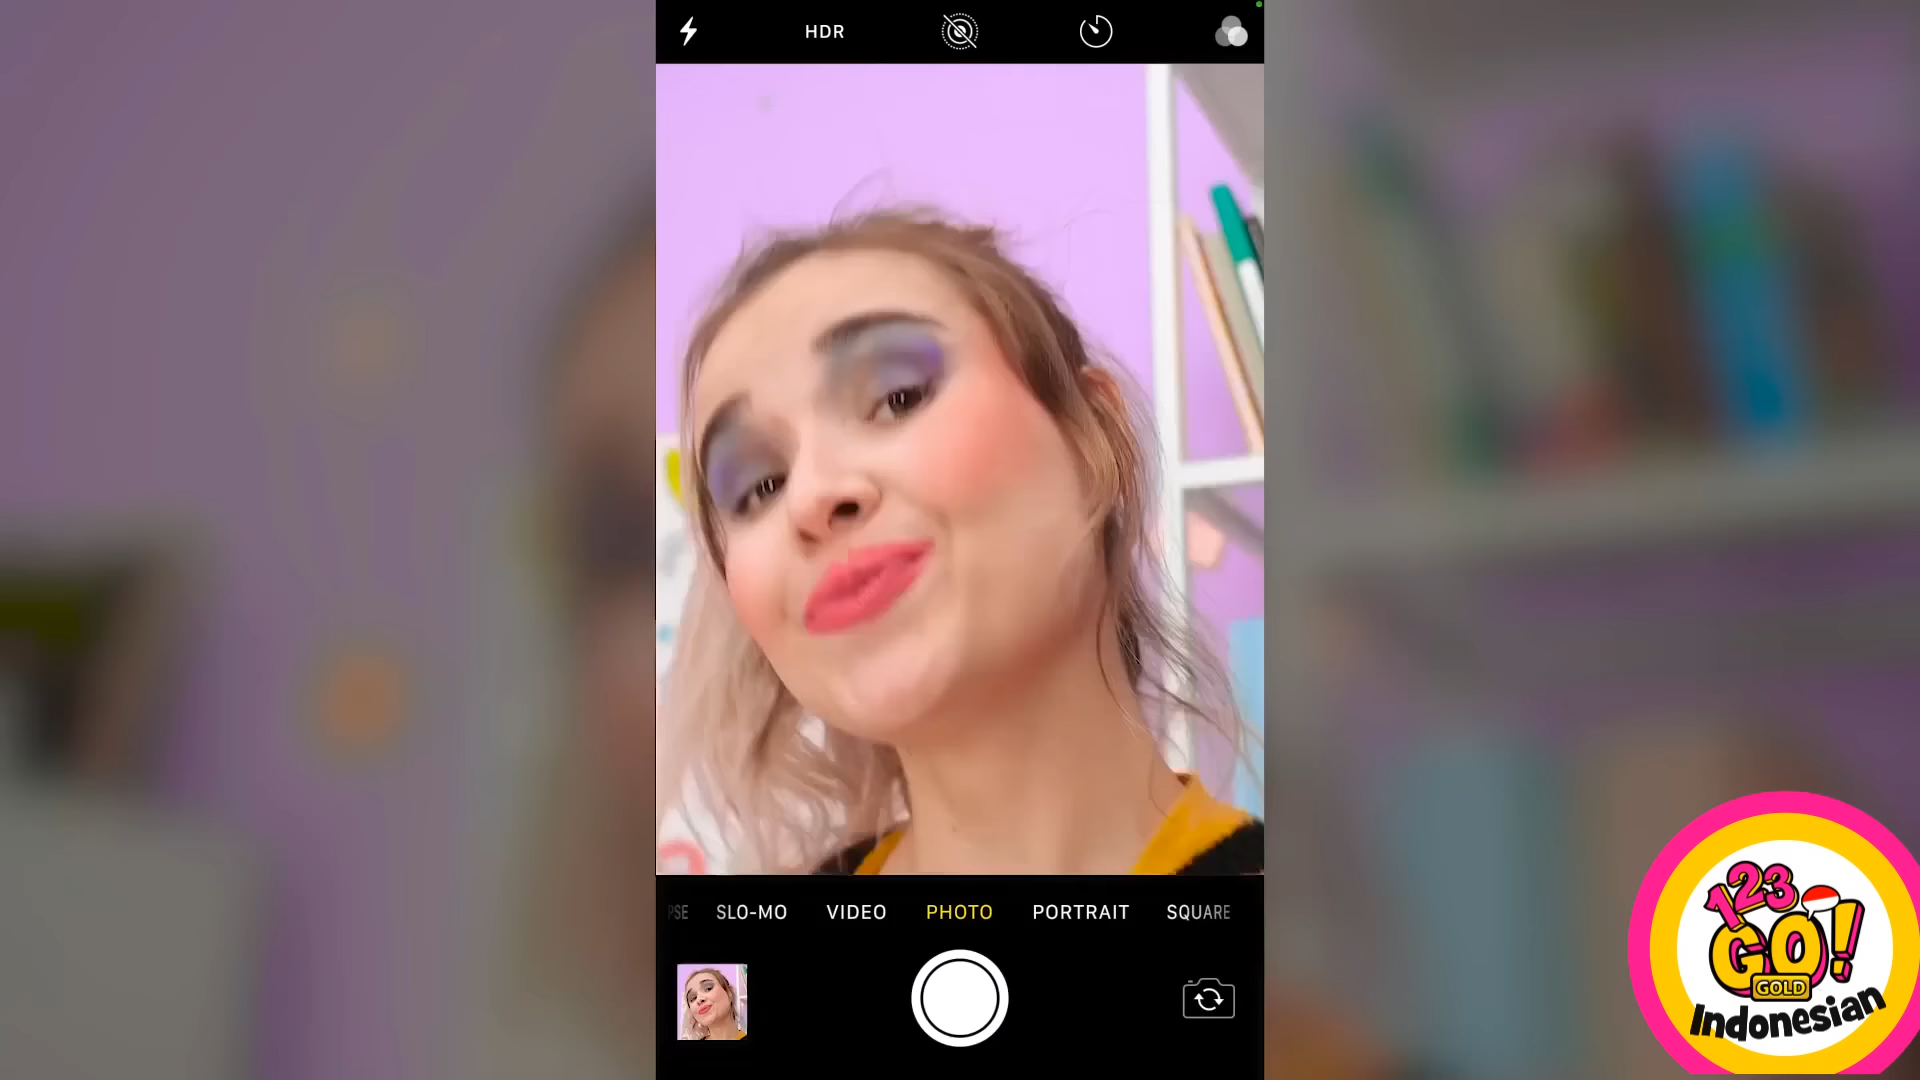 HDR
PSE SLO-MO VIDEO PHOTO PORTRAIT SQUARE
123
GO!
GOLD
Indonesian